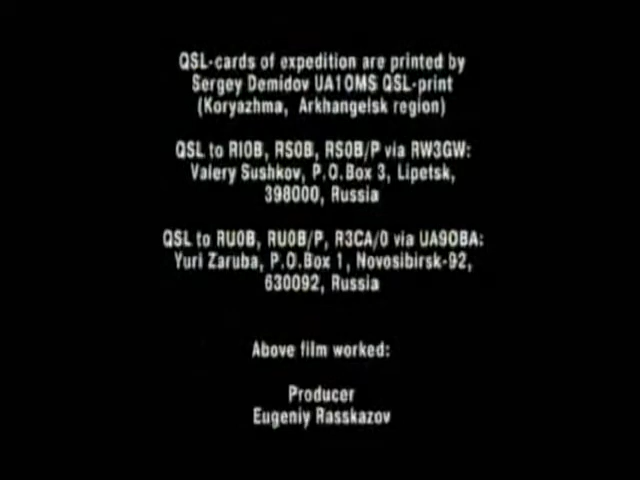 QSL-cards of expedition are printed by
Sergey Demidov UA1OMS QSL-print
(Koryazhma, Arkhangelsk region)
QSL to RI0B, RS0B, RS0B/P via RW3GW:
Valery Sushkov, P.O.Box 3, Lipetsk,
398000, Russia
QSL to RU0B, RU0B/P, R3CA/0 via UA9OBA:
Yuri Zaruba, P.O.Box 1, Novosibirsk-92,
630092, Russia
Above film worked:
Producer
Eugeniy Rasskazov